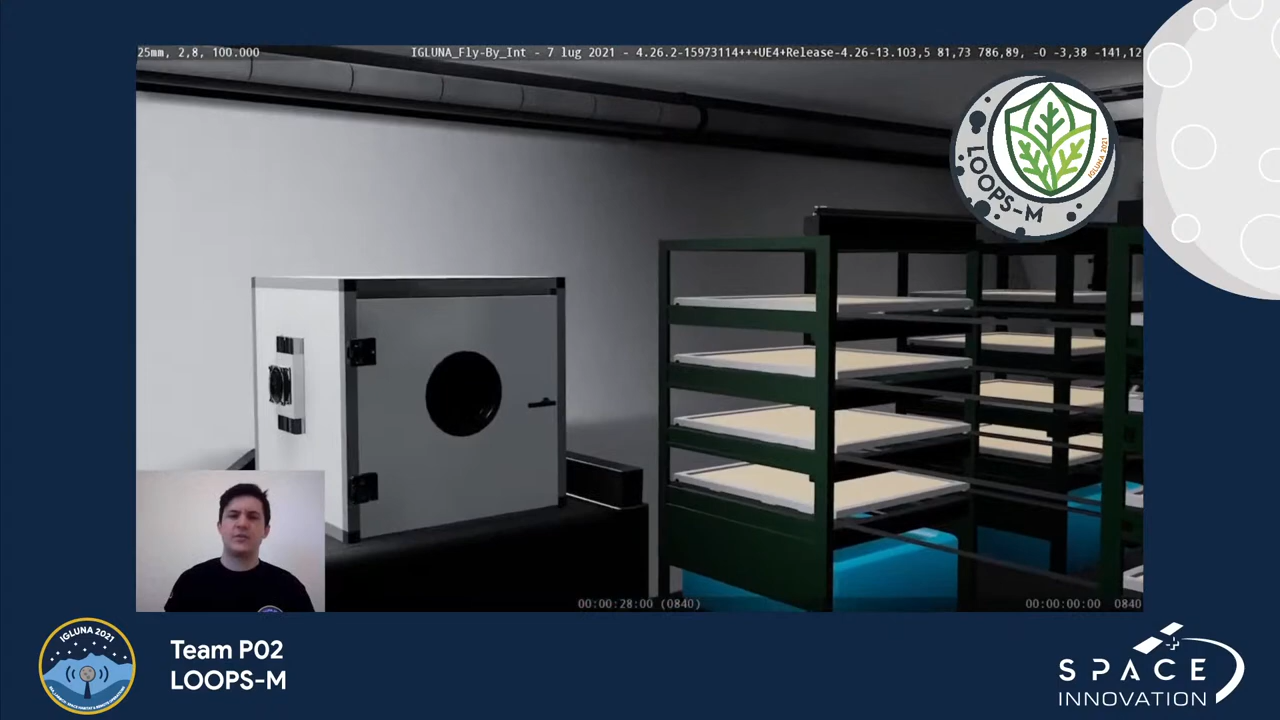 25mm, 2,8, 100.000
IGLUNA_Fly-By_Int - 7 lug 2021 - 4.26.2-15973114+++UE4+Release-4.26-13.103,5 81,73 786,89, -0 -3,38 -141,12
LOOPS-M
IGLUNA 2021
00:00:28:00 (0840)
00:00:00:00 0840
IGLUNA 2021
Team P02
LOOPS-M
SPACE
INNOVATION